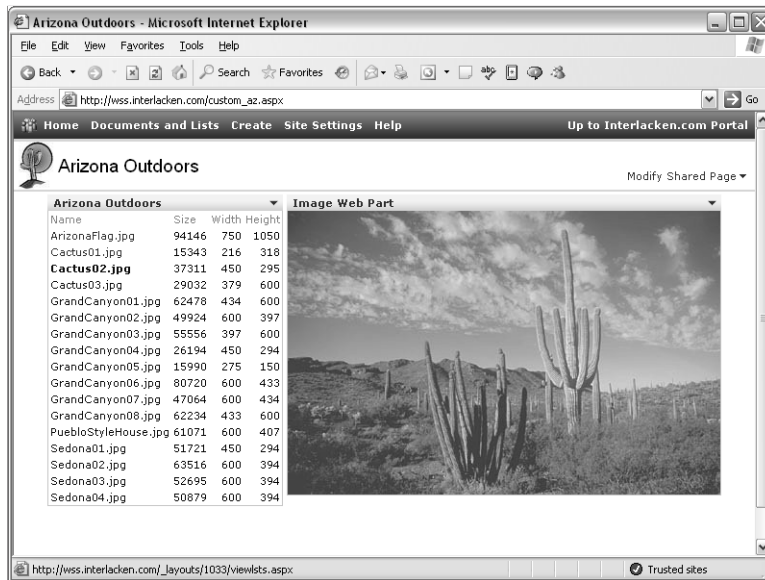 Arizona Outdoors - Microsoft Internet Explorer
File Edit View Favorites Tools Help
Back Search Favorites
Address http://wss.interlacken.com/custom_az.aspx Go
Home Documents and Lists Create Site Settings Help Up to Interlacken.com Portal
Arizona Outdoors
Modify Shared Page
Arizona Outdoors Image Web Part
Name Size Width Height
ArizonaFlag.jpg 94146 750 1050
Cactus01.jpg 15343 216 318
Cactus02.jpg 37311 450 295
Cactus03.jpg 29032 379 600
GrandCanyon01.jpg 62478 434 600
GrandCanyon02.jpg 49924 600 397
GrandCanyon03.jpg 55556 397 600
GrandCanyon04.jpg 26194 450 294
GrandCanyon05.jpg 15990 275 150
GrandCanyon06.jpg 80720 600 433
GrandCanyon07.jpg 47064 600 434
GrandCanyon08.jpg 62234 433 600
PuebloStyleHouse.jpg 61071 600 407
Sedona01.jpg 51721 450 294
Sedona02.jpg 63516 600 394
Sedona03.jpg 52695 600 394
Sedona04.jpg 50879 600 394
http://wss.interlacken.com/_layouts/1033/viewlsts.aspx Trusted sites